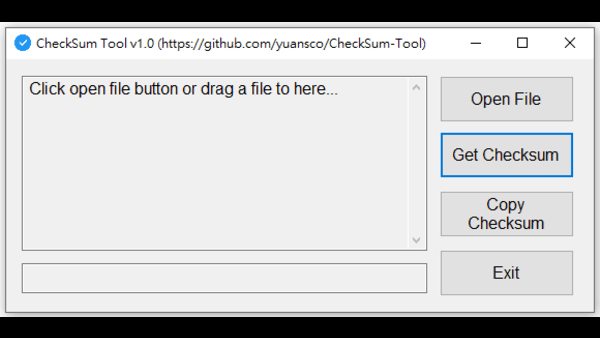 CheckSum Tool v1.0 (https://github.com/yuansco/CheckSum-Tool)
Click open file button or drag a file to here...
Open File
Get Checksum
Copy
Checksum
Exit